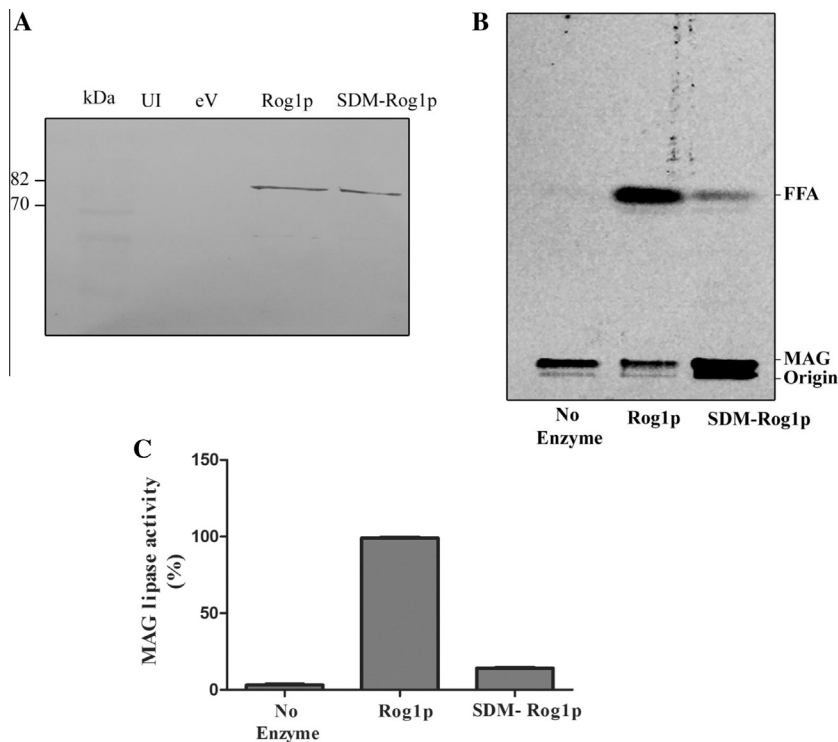 A
kDa UI eV Rog1p SDM-Rog1p
82
70
B
FFA
MAG
Origin
No Enzyme Rog1p SDM-Rog1p
C
MAG lipase activity (%)
150
100
50
0
No Enzyme Rog1p SDM- Rog1p